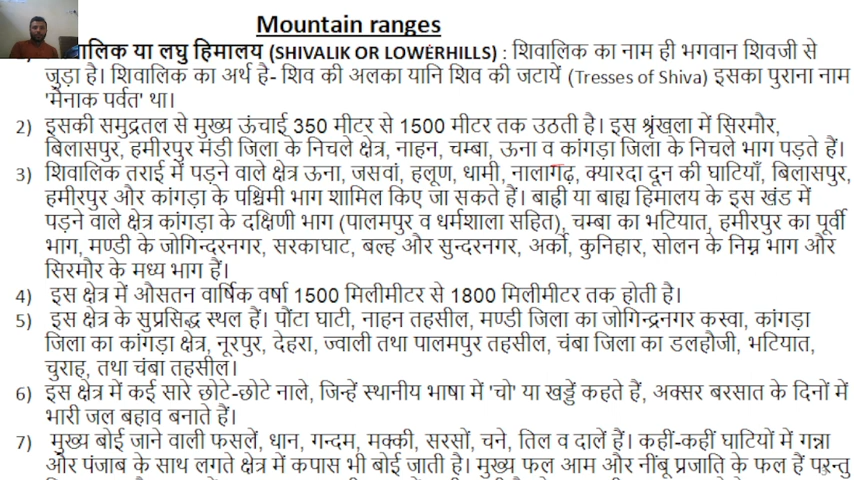 Mountain ranges
वालिक या लघु हिमालय (SHIVALIK OR LOWERHILLS) : शिवालिक का नाम ही भगवान शिवजी से
जुड़ा है। शिवालिक का अर्थ है- शिव की अलका यानि शिव की जटायें (Tresses of Shiva) इसका पुराना नाम
'मेनाक पर्वत' था।
2) इसकी समुद्रतल से मुख्य ऊंचाई 350 मीटर से 1500 मीटर तक उठती है। इस श्रृंखला में सिरमौर,
बिलासपुर, हमीरपुर मंडी जिला के निचले क्षेत्र, नाहन, चम्बा, ऊना व कांगड़ा जिला के निचले भाग पड़ते हैं।
3) शिवालिक तराई में पड़ने वाले क्षेत्र ऊना, जसवां, हलूण, धामी, नालागढ़, क्यारदा दून की घाटियाँ, बिलासपुर,
हमीरपुर और कांगड़ा के पश्चिमी भाग शामिल किए जा सकते हैं। बाह्री या बाह्य हिमालय के इस खंड में
पड़ने वाले क्षेत्र कांगड़ा के दक्षिणी भाग (पालमपुर व धर्मशाला सहित), चम्बा का भटियात, हमीरपुर का पूर्वी
भाग, मण्डी के जोगिन्दरनगर, सरकाघाट, बल्ह और सुन्दरनगर, अर्की, कुनिहार, सोलन के निम्न भाग और
सिरमौर के मध्य भाग हैं।
4) इस क्षेत्र में औसतन वार्षिक वर्षा 1500 मिलीमीटर से 1800 मिलीमीटर तक होती है।
5) इस क्षेत्र के सुप्रसिद्ध स्थल हैं। पौंटा घाटी, नाहन तहसील, मण्डी जिला का जोगिन्द्रनगर कस्वा, कांगड़ा
जिला का कांगड़ा क्षेत्र, नूरपुर, देहरा, ज्वाली तथा पालमपुर तहसील, चंबा जिला का डलहौजी, भटियात,
चुराह, तथा चंबा तहसील।
6) इस क्षेत्र में कई सारे छोटे-छोटे नाले, जिन्हें स्थानीय भाषा में 'चो' या खड्डें कहते हैं, अक्सर बरसात के दिनों में
भारी जल बहाव बनाते हैं।
7) मुख्य बोई जाने वाली फसलें, धान, गन्दम, मक्की, सरसों, चने, तिल व दालें हैं। कहीं-कहीं घाटियों में गन्ना
और पंजाब के साथ लगते क्षेत्र में कपास भी बोई जाती है। मुख्य फल आम और नींबू प्रजाति के फल हैं परन्तु